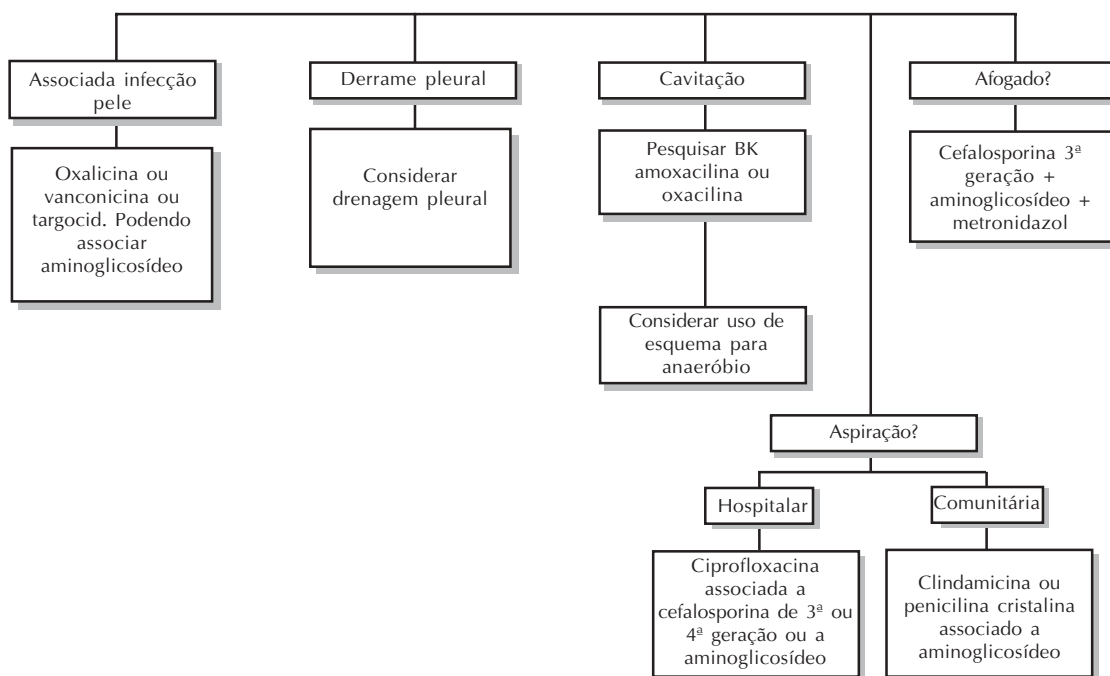 Associada infecção
pele
Oxalicina ou
vanconicina ou
targocid. Podendo
associar
aminoglicosídeo
Derrame pleural
Considerar
drenagem pleural
Cavitação
Pesquisar BK
amoxacilina ou
oxacilina
Considerar uso de
esquema para
anaeróbio
Afogado?
Cefalosporina 3ª
geração +
aminoglicosídeo +
metronidazol
Aspiração?
Hospitalar
Ciprofloxacina
associada a
cefalosporina de 3ª ou
4ª geração ou a
aminoglicosídeo
Comunitária
Clindamicina ou
penicilina cristalina
associado a
aminoglicosídeo